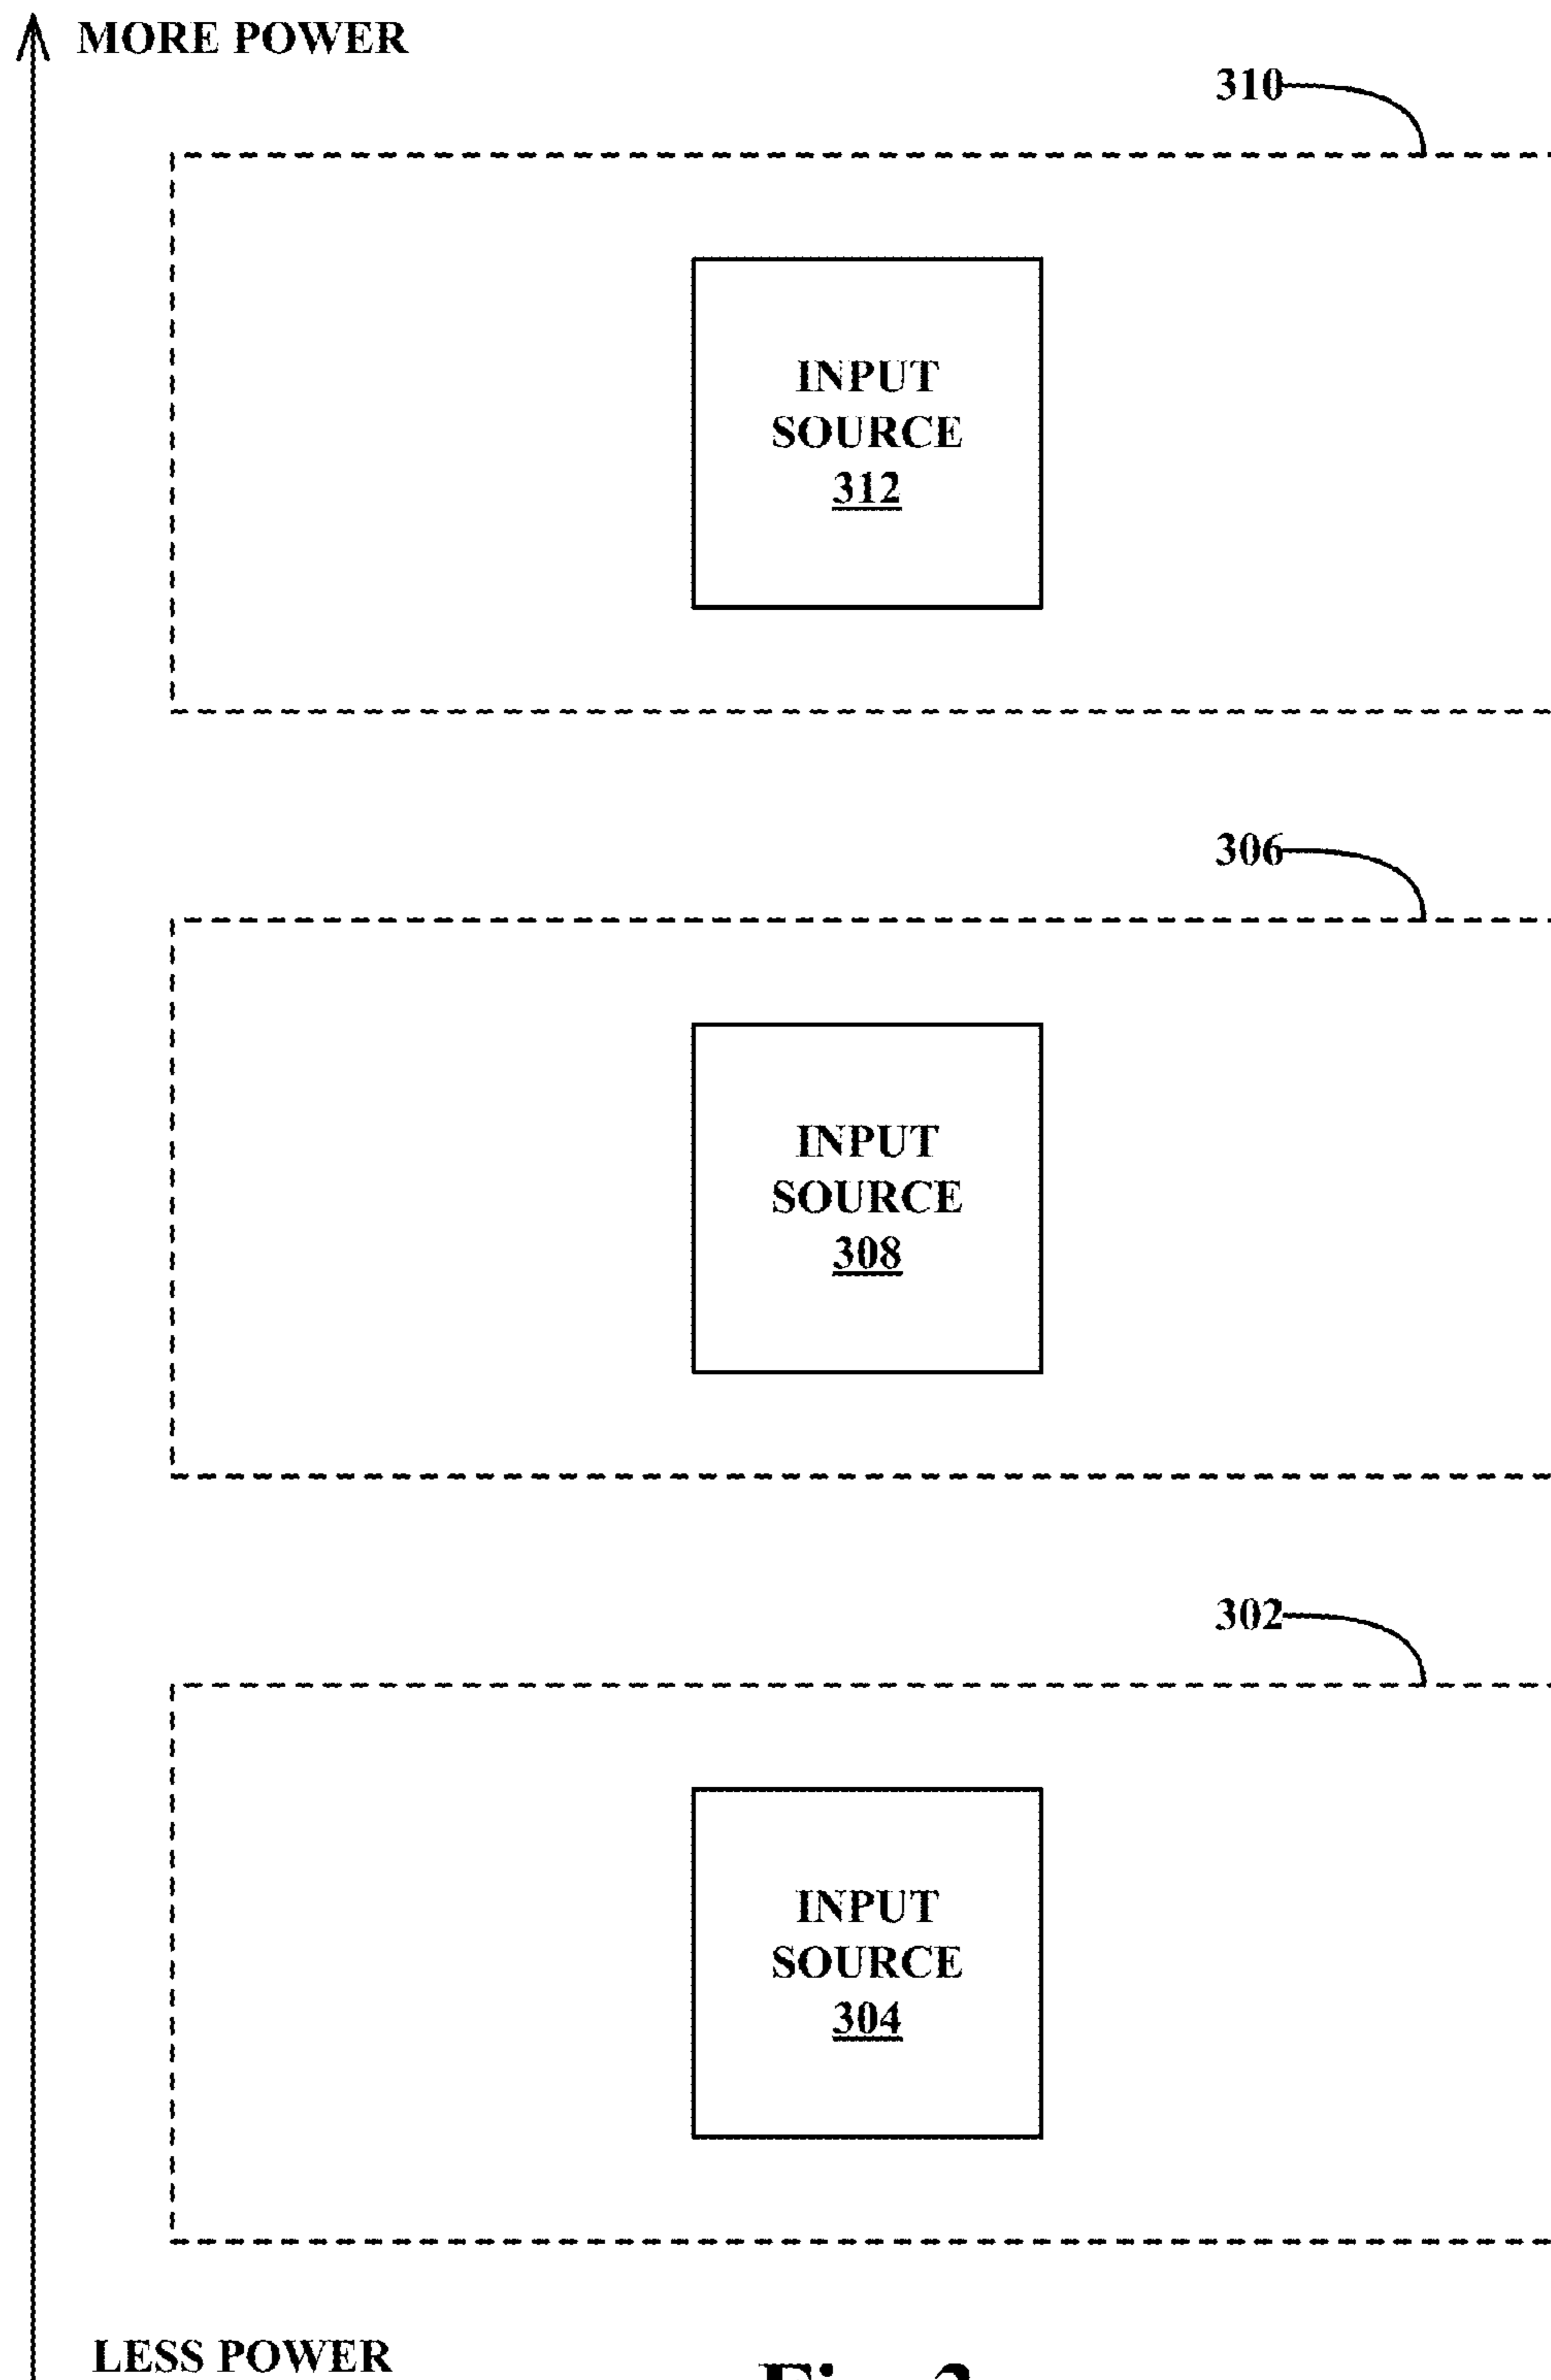 MORE POWER
310
INPUT
SOURCE
312
306
INPUT
SOURCE
308
302
INPUT
SOURCE
304
LESS POWER